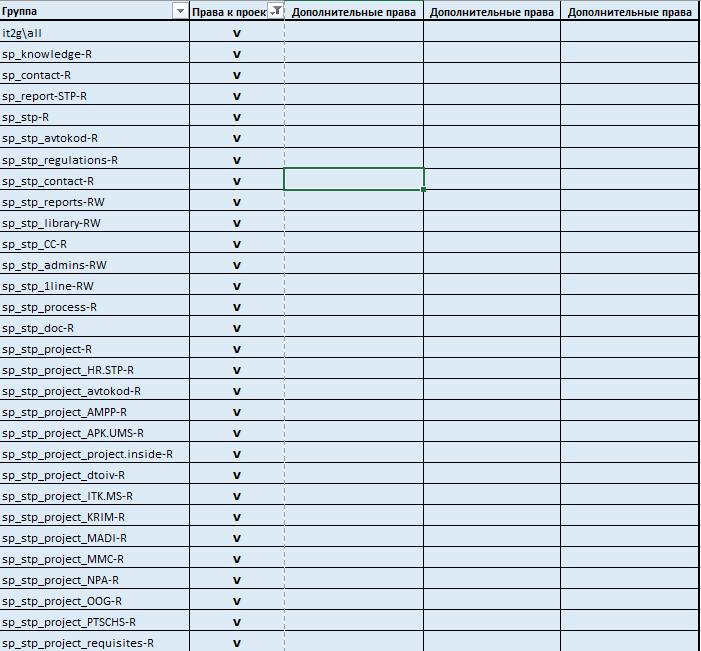 Группа Права к проек Дополнительные права Дополнительные права Дополнительные права
it2g\all v
sp_knowledge-R v
sp_contact-R v
sp_report-STP-R v
sp_stp-R v
sp_stp_avtokod-R v
sp_stp_regulations-R v
sp_stp_contact-R v
sp_stp_reports-RW v
sp_stp_library-RW v
sp_stp_CC-R v
sp_stp_admins-RW v
sp_stp_1line-RW v
sp_stp_process-R v
sp_stp_doc-R v
sp_stp_project-R v
sp_stp_project_HR.STP-R v
sp_stp_project_avtokod-R v
sp_stp_project_AMPP-R v
sp_stp_project_APK.UMS-R v
sp_stp_project_project.inside-R v
sp_stp_project_dtoiv-R v
sp_stp_project_ITK.MS-R v
sp_stp_project_KRIM-R v
sp_stp_project_MADI-R v
sp_stp_project_MMC-R v
sp_stp_project_NPA-R v
sp_stp_project_OOG-R v
sp_stp_project_PTSCHS-R v
sp_stp_project_requisites-R v